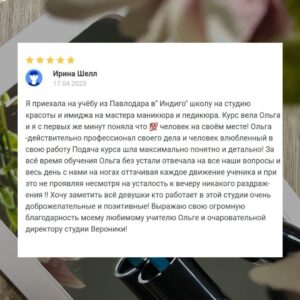 Ирина Шелл
17.04.2023
Я приехала на учёбу из Павлодара в" Индиго" школу на студию
красоты и имиджа на мастера маникюра и педикюра. Курс вела Ольга
и я с первых же минут поняла что 💯 человек на своём месте! Ольга
-действительно профессионал своего дела и человек влюбленный в
свою работу Подача курса шла максимально понятно и детально! За
всё время обучения Ольга без устали отвечала на все наши вопросы и
весь день с нами на ногах оттачивая каждое движение ученика и при
это не проявляя несмотря на усталость к вечеру никакого раздраж-
ения !! Хочу заметить всё девушки кто работает в этой студии очень
доброжелательные и позитивные! Выражаю свою огромную
благодарность моему любимому учителю Ольге и очаровательной
директору студии Вероники!